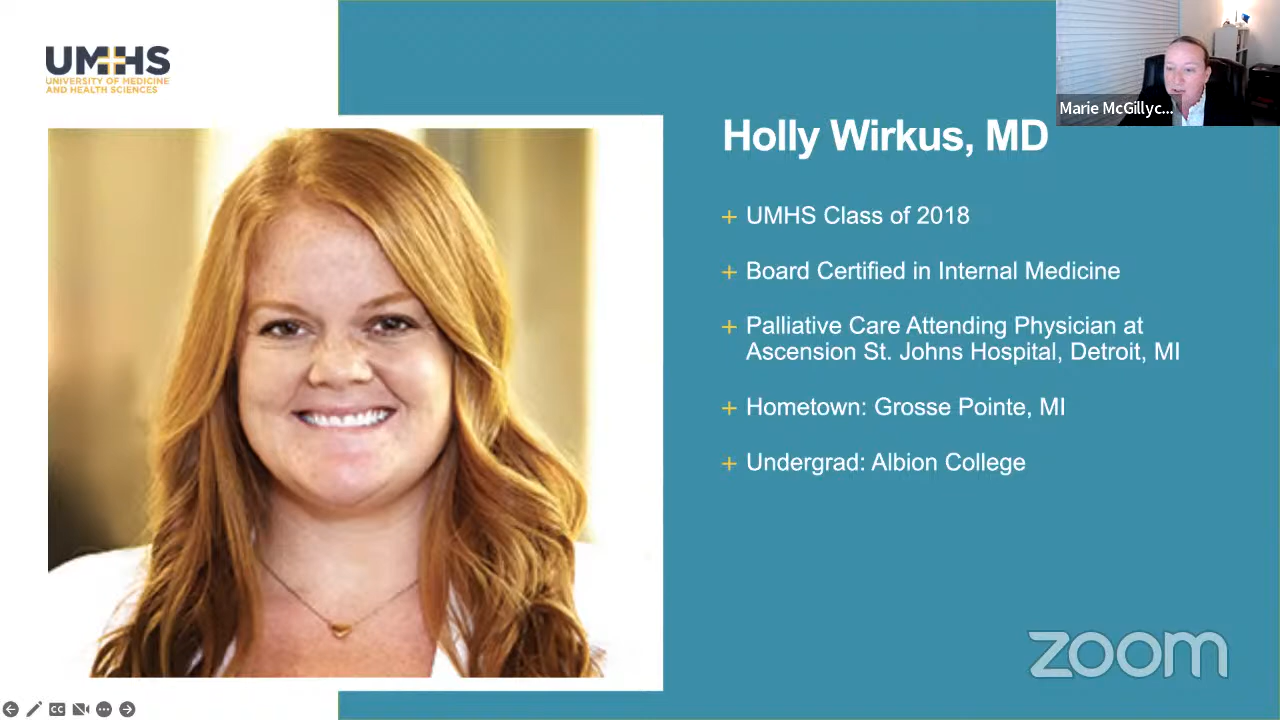 UMHS
UNIVERSITY OF MEDICINE
AND HEALTH SCIENCES
Marie McGillyc...
Holly Wirkus, MD
+ UMHS Class of 2018
+ Board Certified in Internal Medicine
+ Palliative Care Attending Physician at
Ascension St. Johns Hospital, Detroit, MI
+ Hometown: Grosse Pointe, MI
+ Undergrad: Albion College
zoom
CC